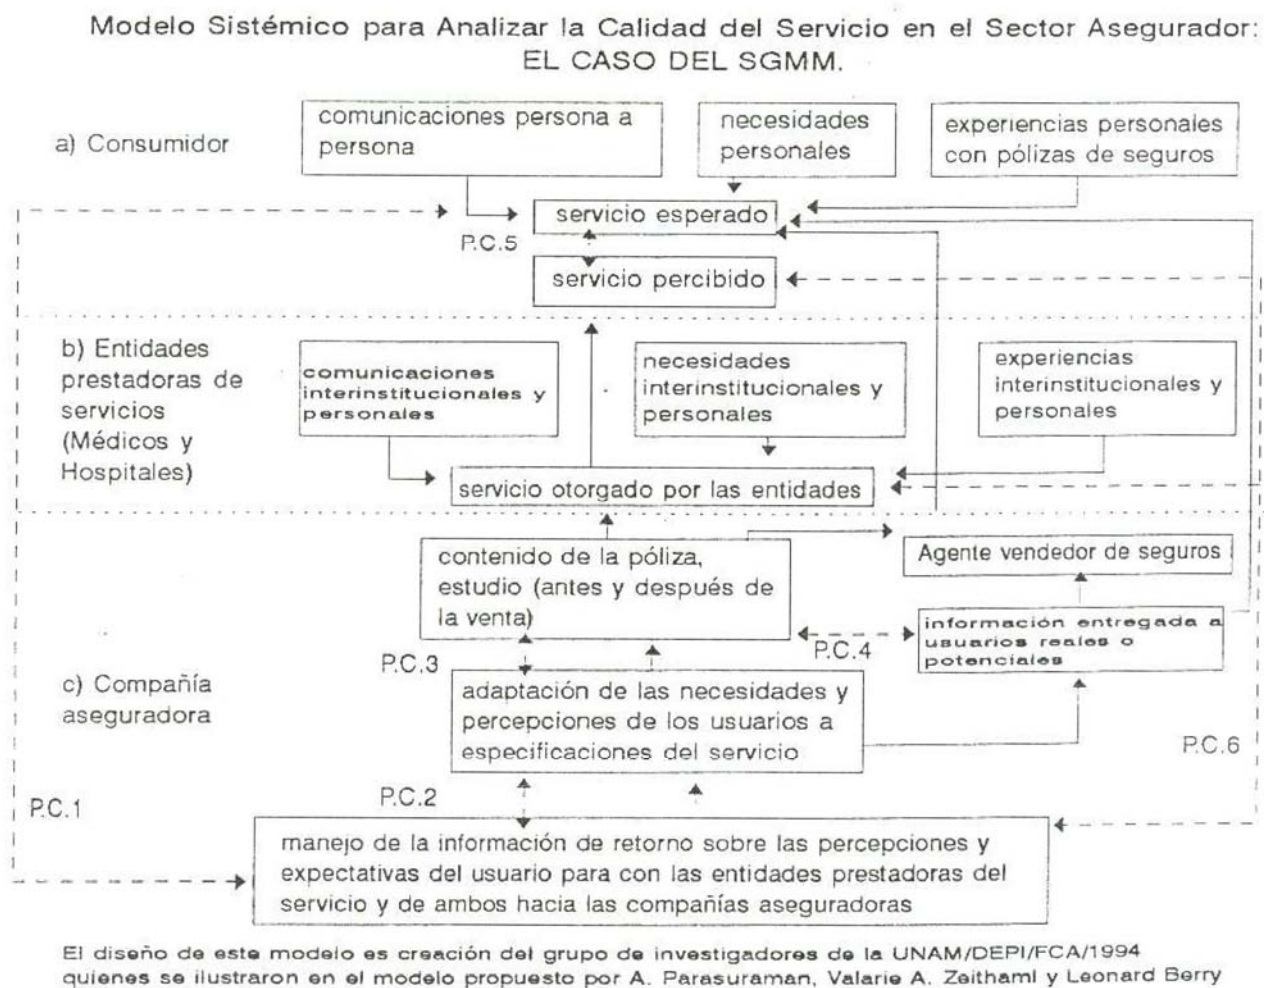 Modelo Sistémico para Analizar la Calidad del Servicio en el Sector Asegurador:
EL CASO DEL SGMM.
a) Consumidor
comunicaciones persona a
persona
necesidades
personales
experiencias personales
con pólizas de seguros
servicio esperado
P.C.5
servicio percibido
b) Entidades
prestadoras de
servicios
(Médicos y
Hospitales)
comunicaciones
interinstitucionales y
personales
necesidades
interinstitucionales y
personales
experiencias
interinstitucionales y
personales
servicio otorgado por las entidades
contenido de la póliza,
estudio (antes y después de
la venta)
Agente vendedor de seguros
información entregada a
usuarios reales o
potenciales
P.C.3
P.C.4
c) Compañía
aseguradora
adaptación de las necesidades y
percepciones de los usuarios a
especificaciones del servicio
P.C.6
P.C.2
P.C.1
manejo de la información de retorno sobre las percepciones y
expectativas del usuario para con las entidades prestadoras del
servicio y de ambos hacia las compañías aseguradoras
El diseño de este modelo es creación del grupo de investigadores de la UNAM/DEPI/FCA/1994
quienes se ilustraron en el modelo propuesto por A. Parasuraman, Valarie A. Zeithaml y Leonard Berry